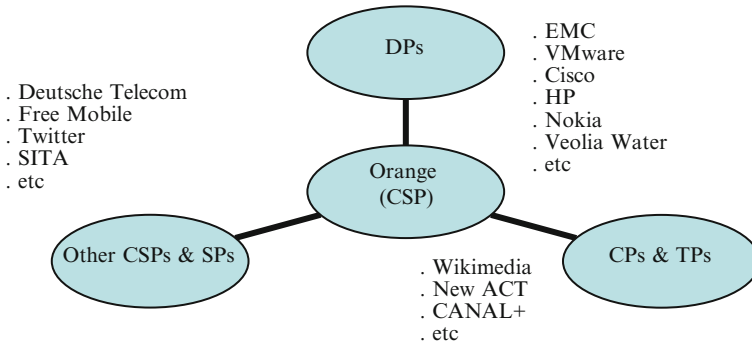 DPs
. EMC
. VMware
. Cisco
. HP
. Nokia
. Veolia Water
. etc
. Deutsche Telecom
. Free Mobile
. Twitter
. SITA
. etc
Orange
(CSP)
Other CSPs & SPs
CPs & TPs
. Wikimedia
. New ACT
. CANAL+
. etc